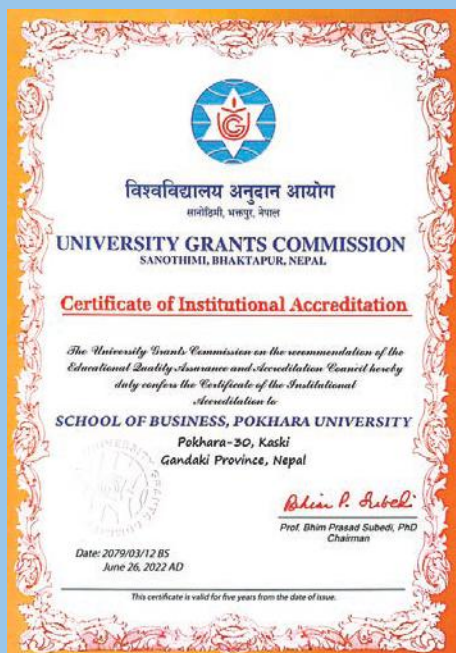 विश्वविद्यालय अनुदान आयोग
सानोठिमी, भक्तपुर, नेपाल
UNIVERSITY GRANTS COMMISSION
SANOTHIMI, BHAKTAPUR, NEPAL
Certificate of Institutional Accreditation
The University Grants Commission on the recommendation of the
Educational Quality Assurance and Accreditation Council hereby
duly confers the Certificate of the Institutional
Accreditation to
SCHOOL OF BUSINESS, POKHARA UNIVERSITY
Pokhara-30, Kaski
Gandaki Province, Nepal
Bhim P. Subedi
Prof. Bhim Prasad Subedi, PhD
Chairman
Date: 2079/03/12 BS
June 26, 2022 AD
This certificate is valid for five years from the date of issue.